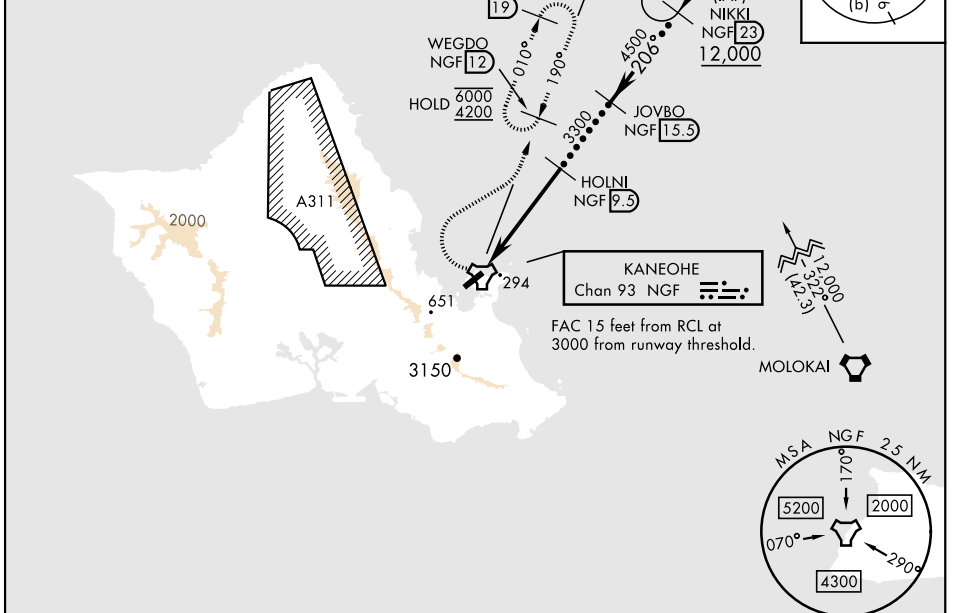 19
(b)
NIKKI
NGF 23
12,000
WEGDO
NGF 12
010°
190°
4500
206°
HOLD 6000
4200
JOVBO
NGF 15.5
3300
HOLNI
NGF 9.5
A311
2000
294
KANEOHE
Chan 93 NGF
651
FAC 15 feet from RCL at
3000 from runway threshold.
12,000
322°
(42.3)
3150
MOLOKAI
MSA NGF 25 NM
170°
5200
2000
070°
290°
4300